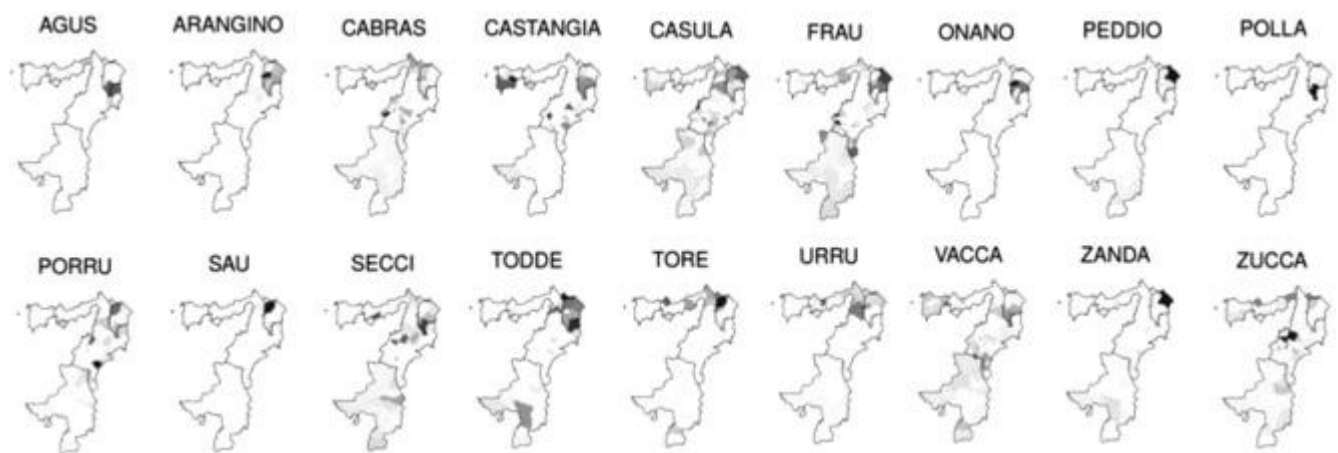 AGUS ARANGINO CABRAS CASTANGIA CASULA FRAU ONANO PEDDIO POLLA
PORRU SAU SECCI TODDE TORE URRU VACCA ZANDA ZUCCA